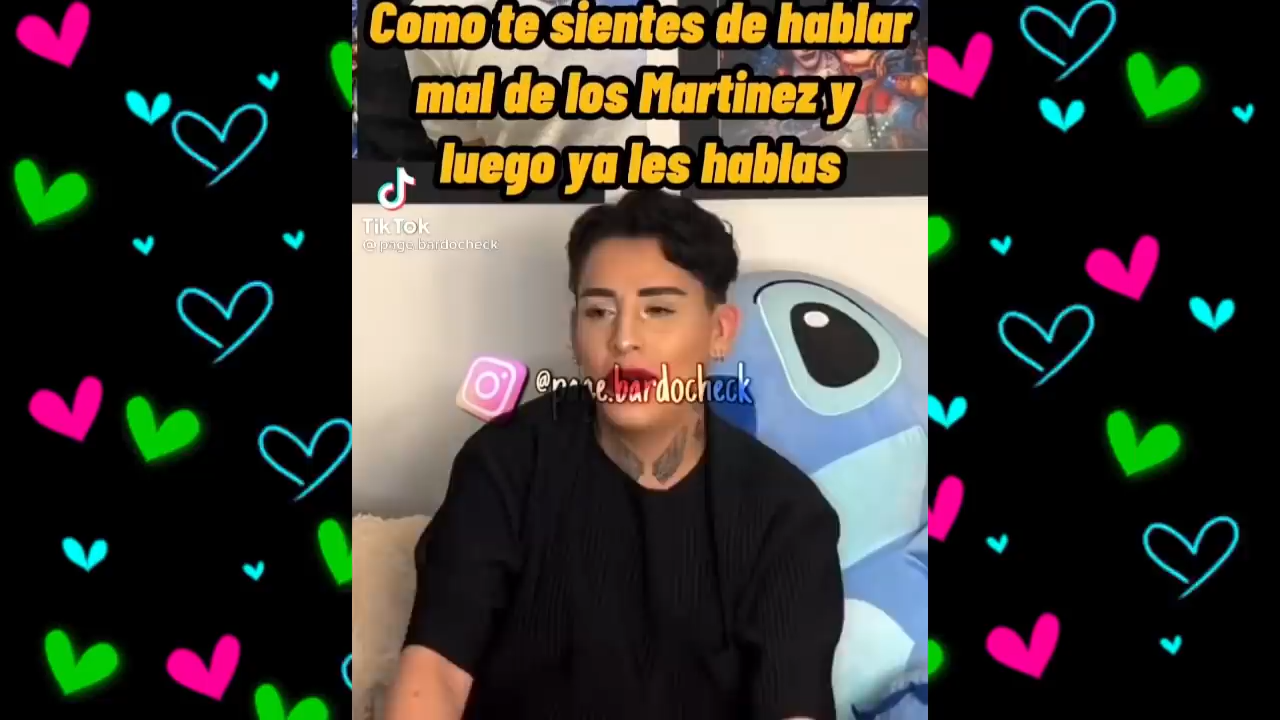 Como te sientes de hablar
mal de los Martinez y
luego ya les hablas
TikTok
@page.bardocheck
@page.bardocheck